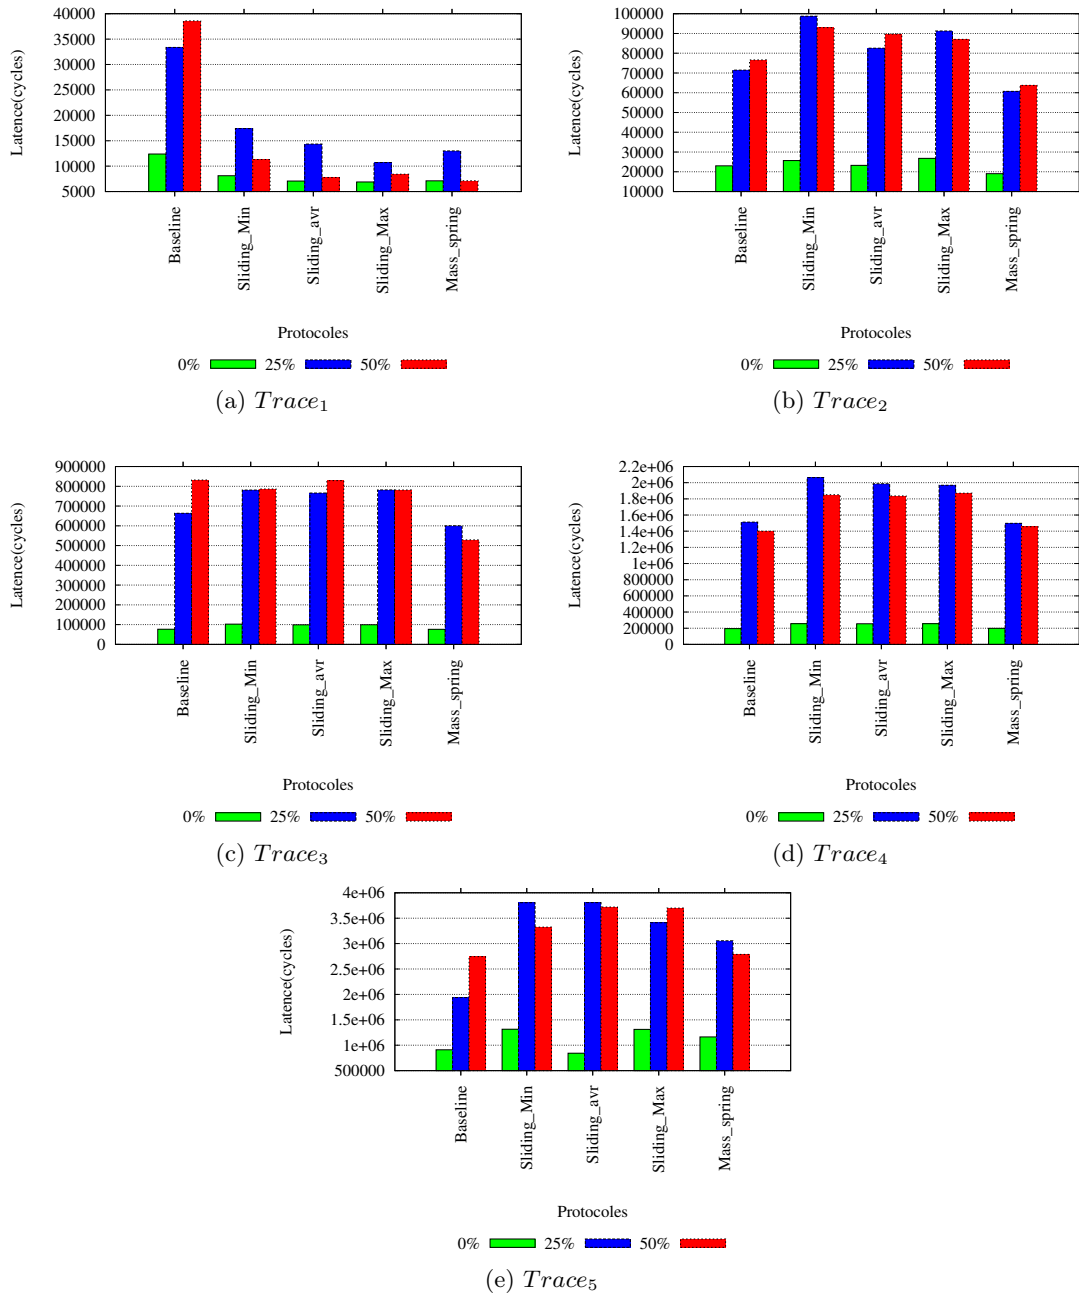 40000
35000
30000
25000
20000
15000
10000
5000
Latence(cycles)
Baseline
Sliding_Min
Sliding_avr
Sliding_Max
Mass_spring
Protocoles
0% 25% 50%
(a) Trace1
100000
90000
80000
70000
60000
50000
40000
30000
20000
10000
Latence(cycles)
Baseline
Sliding_Min
Sliding_avr
Sliding_Max
Mass_spring
Protocoles
0% 25% 50%
(b) Trace2
900000
800000
700000
600000
500000
400000
300000
200000
100000
0
Latence(cycles)
Baseline
Sliding_Min
Sliding_avr
Sliding_Max
Mass_spring
Protocoles
0% 25% 50%
(c) Trace3
2.2e+06
2e+06
1.8e+06
1.6e+06
1.4e+06
1.2e+06
1e+06
800000
600000
400000
200000
0
Latence(cycles)
Baseline
Sliding_Min
Sliding_avr
Sliding_Max
Mass_spring
Protocoles
0% 25% 50%
(d) Trace4
4e+06
3.5e+06
3e+06
2.5e+06
2e+06
1.5e+06
1e+06
500000
Latence(cycles)
Baseline
Sliding_Min
Sliding_avr
Sliding_Max
Mass_spring
Protocoles
0% 25% 50%
(e) Trace5